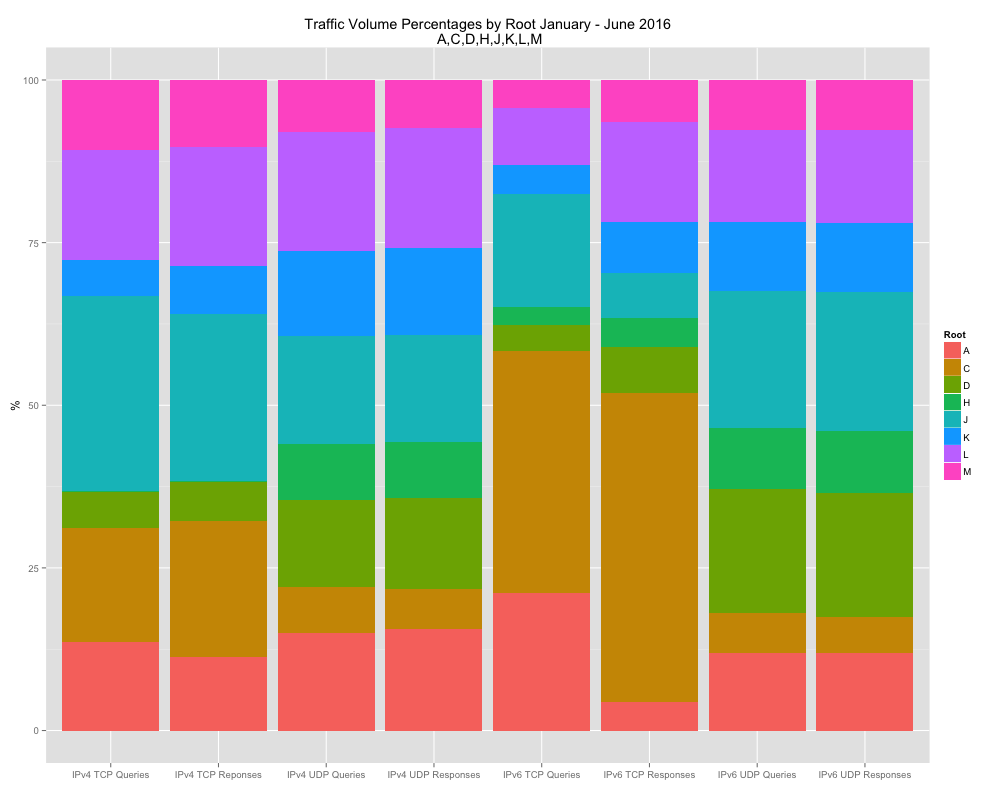 Traffic Volume Percentages by Root January - June 2016
A,C,D,H,J,K,L,M
100
75
50
25
0
%
IPv4 TCP Queries
IPv4 TCP Reponses
IPv4 UDP Queries
IPv4 UDP Responses
IPv6 TCP Queries
IPv6 TCP Responses
IPv6 UDP Queries
IPv6 UDP Responses
Root
A
C
D
H
J
K
L
M